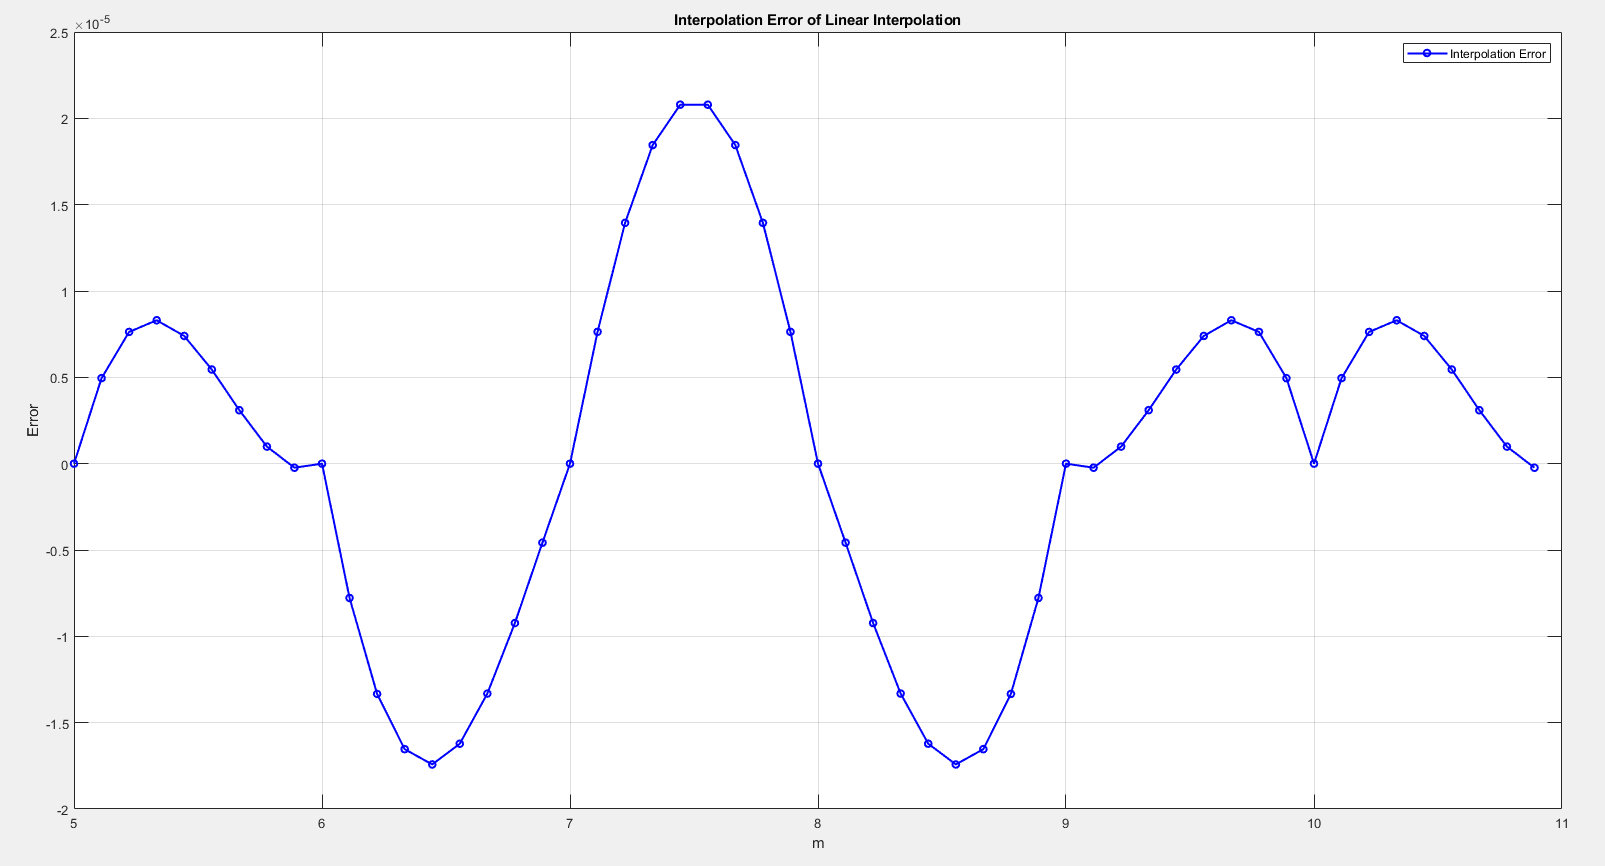 Interpolation Error of Linear Interpolation
×10-5
2.5
2
1.5
1
0.5
0
-0.5
-1
-1.5
-2
Error
5 6 7 8 9 10 11
m
Interpolation Error